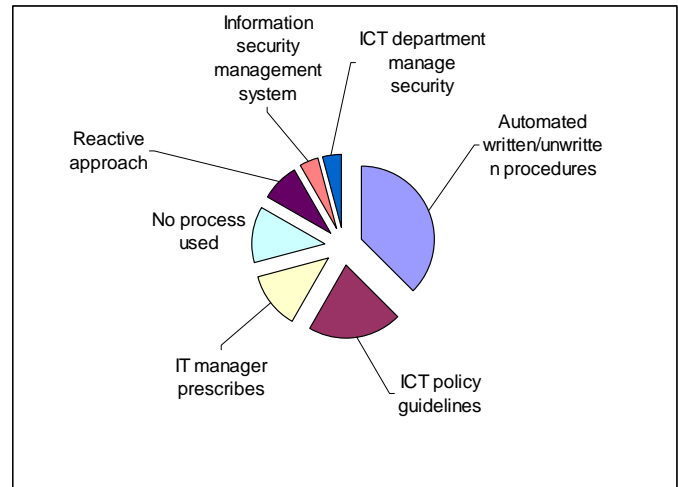 Information
security
management
system
ICT department
manage
security
Automated
written/unwritte
n procedures
Reactive
approach
No process
used
IT manager
prescribes
ICT policy
guidelines